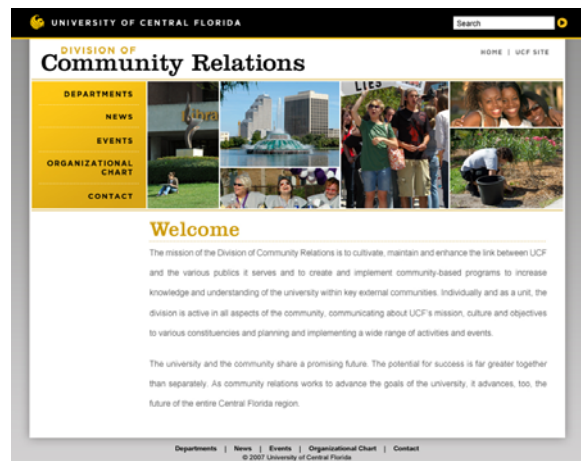 UNIVERSITY OF CENTRAL FLORIDA
Search
DIVISION OF
Community Relations
HOME | UCF SITE
DEPARTMENTS
NEWS
EVENTS
ORGANIZATIONAL
CHART
CONTACT
Library
LIES
Welcome
The mission of the Division of Community Relations is to cultivate, maintain and enhance the link between UCF
and the various publics it serves and to create and implement community-based programs to increase
knowledge and understanding of the university within key external communities. Individually and as a unit, the
division is active in all aspects of the community, communicating about UCF's mission, culture and objectives
to various constituencies and planning and implementing a wide range of activities and events.
The university and the community share a promising future. The potential for success is far greater together
than separately. As community relations works to advance the goals of the university, it advances, too, the
future of the entire Central Florida region.
Departments | News | Events | Organizational Chart | Contact
© 2007 University of Central Florida